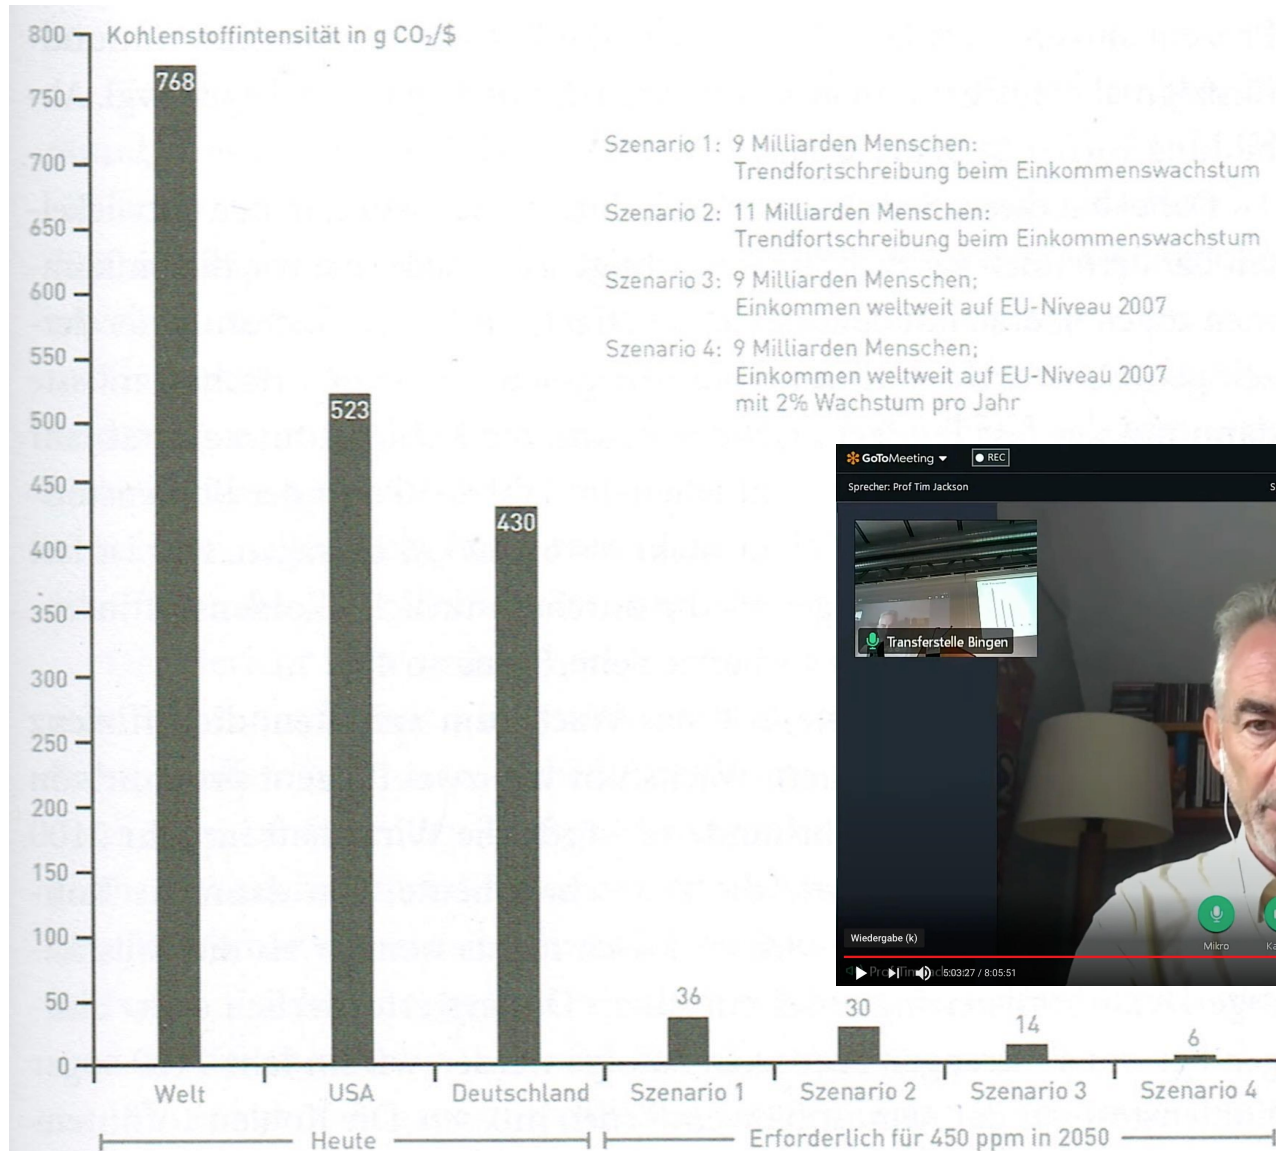 Kohlenstoffintensität in g CO₂/$
800
750
700
650
600
550
500
450
400
350
300
250
200
150
100
50
0
768
523
430
36
30
14
6
Szenario 1: 9 Milliarden Menschen:
Trendfortschreibung beim Einkommenswachstum
Szenario 2: 11 Milliarden Menschen:
Trendfortschreibung beim Einkommenswachstum
Szenario 3: 9 Milliarden Menschen;
Einkommen weltweit auf EU-Niveau 2007
Szenario 4: 9 Milliarden Menschen;
Einkommen weltweit auf EU-Niveau 2007
mit 2% Wachstum pro Jahr
GoToMeeting
REC
Sprecher: Prof Tim Jackson
Transferstelle Bingen
Mikro
Wiedergabe (k)
5:03:27 / 8:05:51
Welt
USA
Deutschland
Szenario 1
Szenario 2
Szenario 3
Szenario 4
Heute
Erforderlich für 450 ppm in 2050